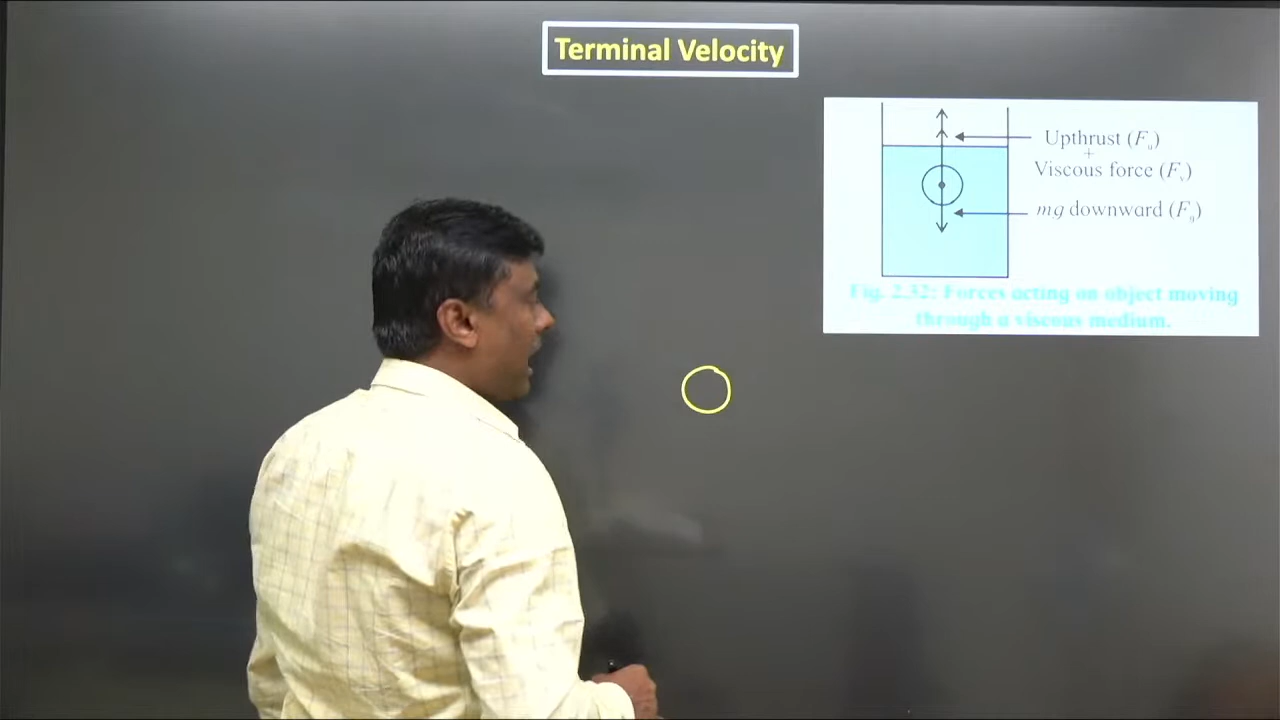 Terminal Velocity
Upthrust (Fu)
+
Viscous force (Fv)
mg downward (Fg)
Fig. 2.32: Forces acting on object moving
through a viscous medium.